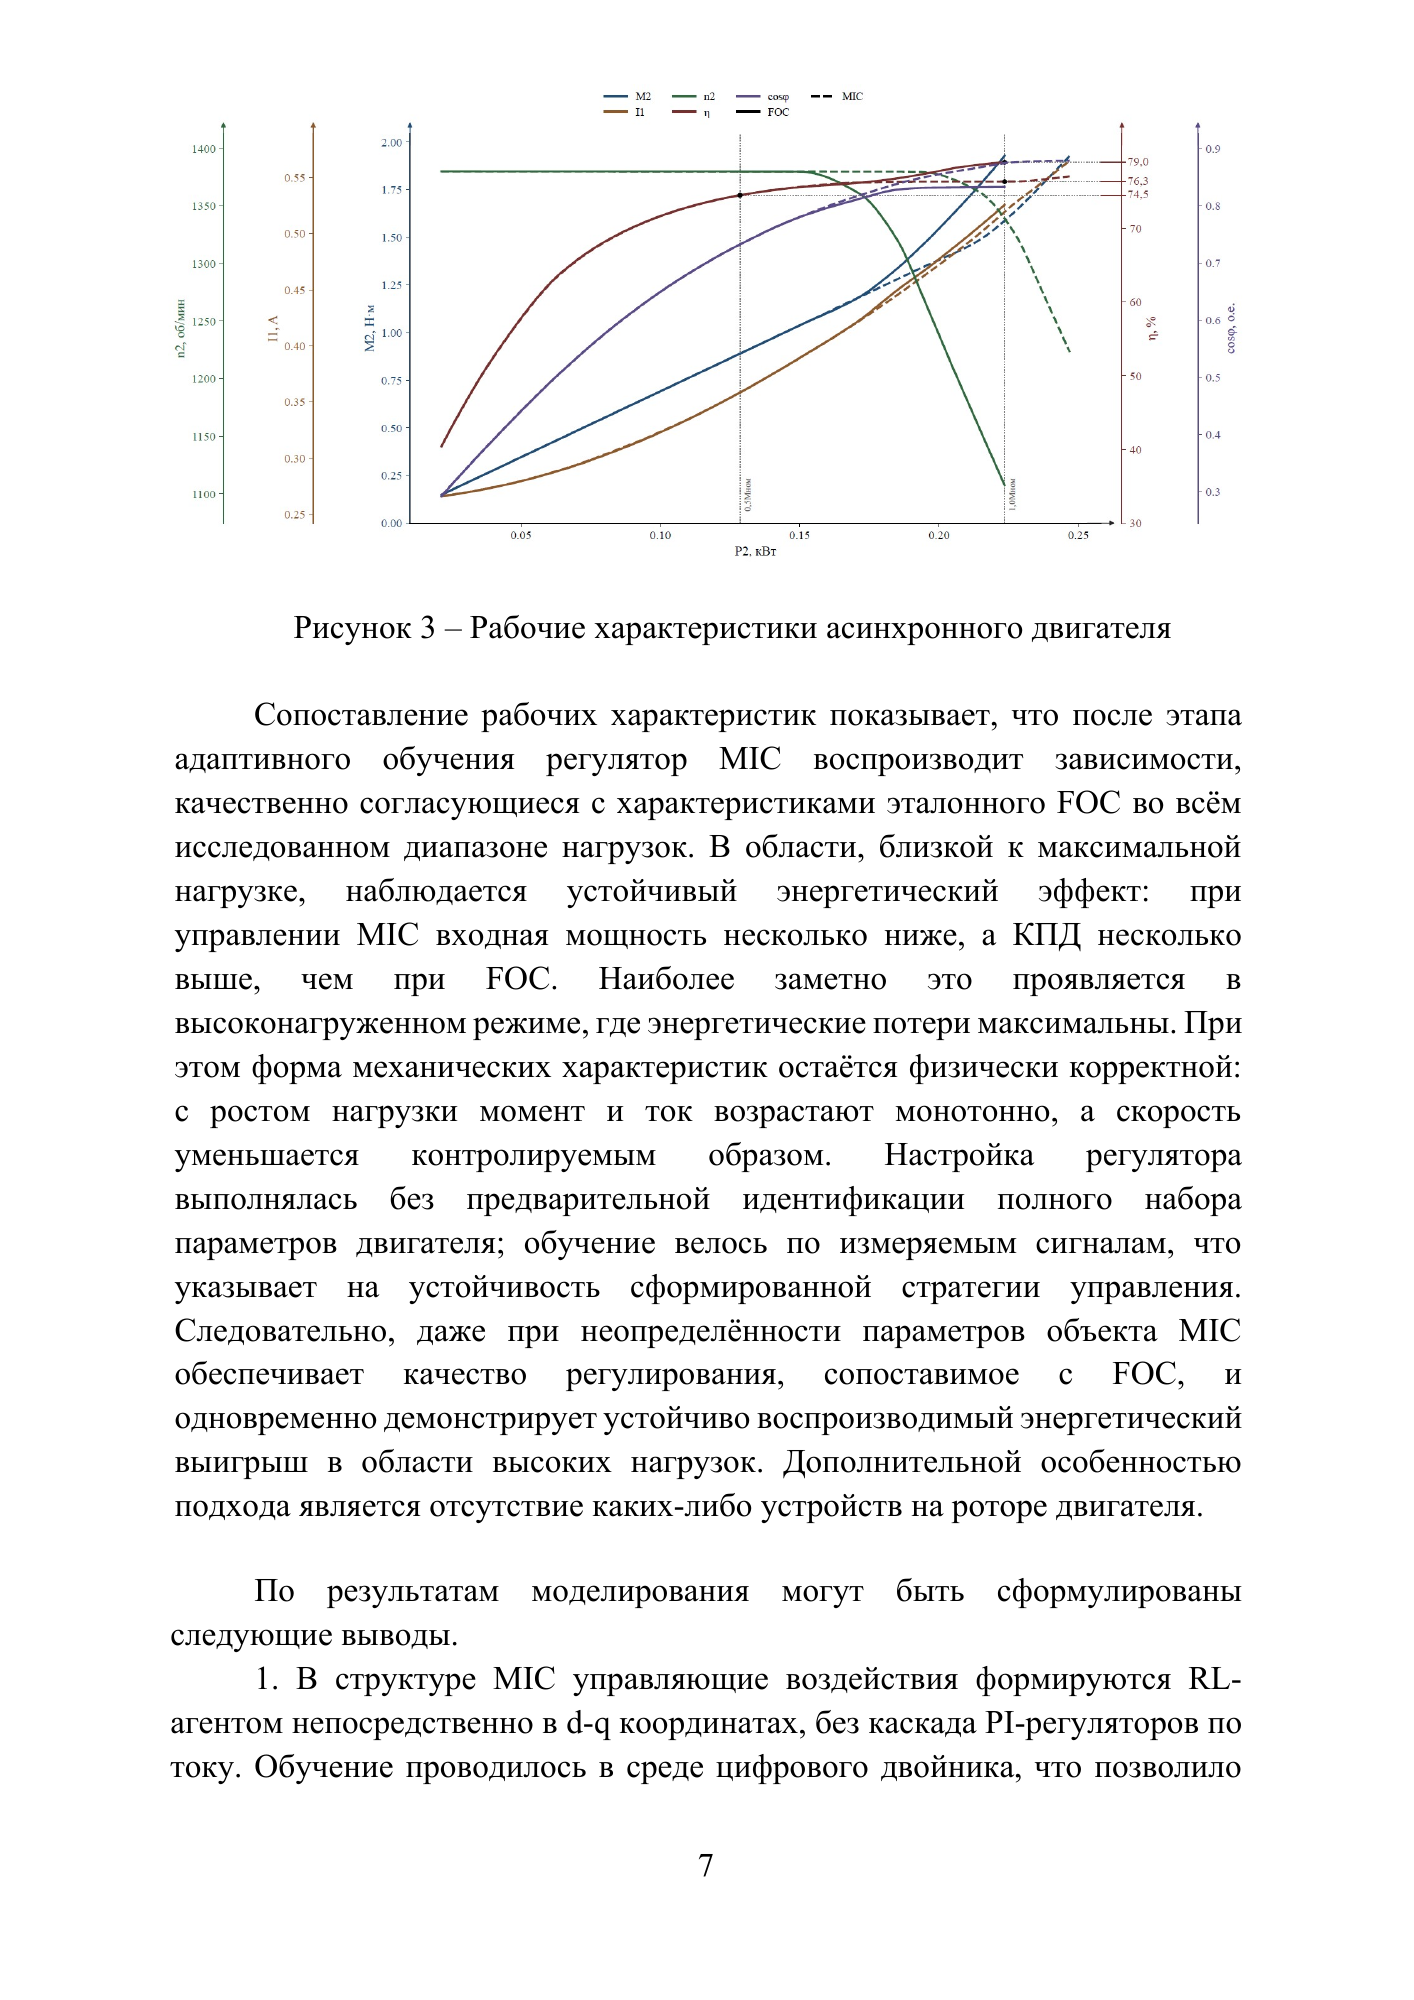 M2 n2 cosφ MIC
I1 η FOC
1400
1350
1300
1250
1200
1150
1100
n2, об/мин
0.55
0.50
0.45
0.40
0.35
0.30
0.25
I1, А
2.00
1.75
1.50
1.25
1.00
0.75
0.50
0.25
0.00
M2, Н·м
0,5Мном
1,0Мном
0.05 0.10 0.15 0.20 0.25
P2, кВт
79,0
76,3
74,5
70
60
50
40
30
η, %
0.9
0.8
0.7
0.6
0.5
0.4
0.3
cosφ, о.е.
Рисунок 3 – Рабочие характеристики асинхронного двигателя
Сопоставление рабочих характеристик показывает, что после этапа
адаптивного обучения регулятор MIC воспроизводит зависимости,
качественно согласующиеся с характеристиками эталонного FOC во всём
исследованном диапазоне нагрузок. В области, близкой к максимальной
нагрузке, наблюдается устойчивый энергетический эффект: при
управлении MIC входная мощность несколько ниже, а КПД несколько
выше, чем при FOC. Наиболее заметно это проявляется в
высоконагруженном режиме, где энергетические потери максимальны. При
этом форма механических характеристик остаётся физически корректной:
с ростом нагрузки момент и ток возрастают монотонно, а скорость
уменьшается контролируемым образом. Настройка регулятора
выполнялась без предварительной идентификации полного набора
параметров двигателя; обучение велось по измеряемым сигналам, что
указывает на устойчивость сформированной стратегии управления.
Следовательно, даже при неопределённости параметров объекта MIC
обеспечивает качество регулирования, сопоставимое с FOC, и
одновременно демонстрирует устойчиво воспроизводимый энергетический
выигрыш в области высоких нагрузок. Дополнительной особенностью
подхода является отсутствие каких-либо устройств на роторе двигателя.
По результатам моделирования могут быть сформулированы
следующие выводы.
1. В структуре MIC управляющие воздействия формируются RL-
агентом непосредственно в d-q координатах, без каскада PI-регуляторов по
току. Обучение проводилось в среде цифрового двойника, что позволило
7